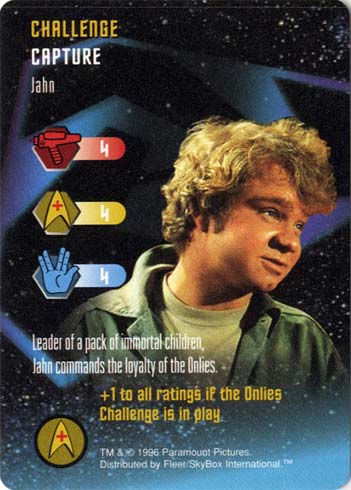 CHALLENGE
CAPTURE
Jahn
4
4
4
Leader of a pack of immortal children,
Jahn commands the loyalty of the Onlies.
+1 to all ratings if the Onlies
Challenge is in play.
TM & © 1996 Paramount Pictures.
Distributed by Fleer/SkyBox International.™